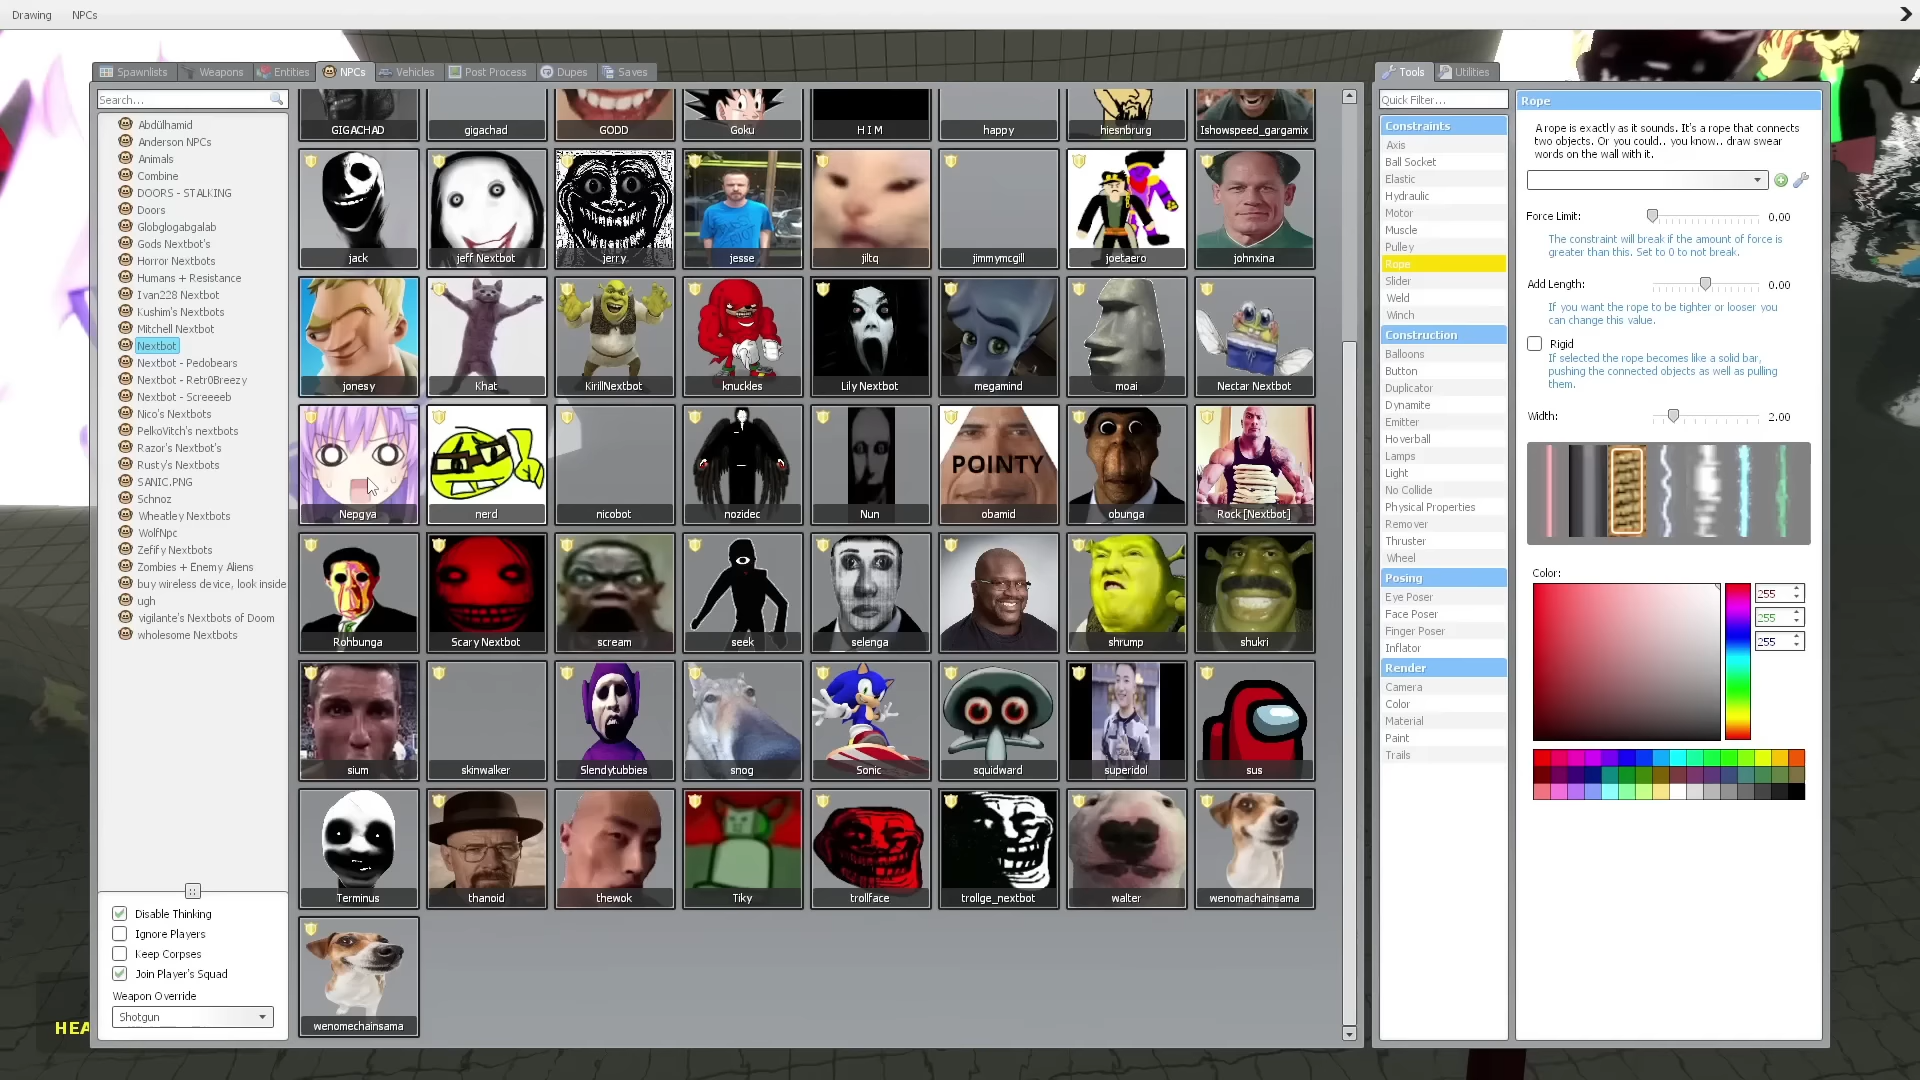 Drawing NPCs
Spawnlists Weapons Entities NPCs Vehicles Post Process Dupes Saves
Search...
Abdülhamid
Anderson NPCs
Animals
Combine
DOORS - STALKING
Doors
Globglogabgalab
Gods Nextbot's
Horror Nextbots
Humans + Resistance
Ivan228 Nextbot
Kushim's Nextbots
Mitchell Nextbot
Nextbot
Nextbot - Pedobears
Nextbot - Retr0Breezy
Nextbot - Screeeeb
Nico's Nextbots
PelkoVitch's nextbots
Razor's Nextbot's
Rusty's Nextbots
SANIC.PNG
Schnoz
Wheatley Nextbots
WolfNpc
Zefify Nextbots
Zombies + Enemy Aliens
buy wireless device, look inside
ugh
vigilante's Nextbots of Doom
wholesome Nextbots
Disable Thinking
Ignore Players
Keep Corpses
Join Player's Squad
Weapon Override
Shotgun
HEA
GIGACHAD gigachad GODD Goku H I M happy hiesnbrurg Ishowspeed_gargamix
jack jeff Nextbot jerry jesse jiltq jimmymcgill joetaero johnxina
jonesy Khat KirillNextbot knuckles Lily Nextbot megamind moai Nectar Nextbot
POINTY
Nepgya nerd nicobot nozidec Nun obamid obunga Rock [Nextbot]
Rohbunga Scary Nextbot scream seek selenga shrump shukri
sium skinwalker Slendytubbies snog Sonic squidward superidol sus
Terminus thanoid thewok Tiky trollface trollge_nextbot walter wenomachainsama
wenomechainsama
Tools Utilities
Quick Filter...
Constraints
Axis
Ball Socket
Elastic
Hydraulic
Motor
Muscle
Pulley
Rope
Slider
Weld
Winch
Construction
Balloons
Button
Duplicator
Dynamite
Emitter
Hoverball
Lamps
Light
No Collide
Physical Properties
Remover
Thruster
Wheel
Posing
Eye Poser
Face Poser
Finger Poser
Inflator
Render
Camera
Color
Material
Paint
Trails
Rope
A rope is exactly as it sounds. It's a rope that connects
two objects. Or you could.. you know.. draw swear
words on the wall with it.
Force Limit: 0.00
The constraint will break if the amount of force is
greater than this. Set to 0 to not break.
Add Length: 0.00
If you want the rope to be tighter or looser you
can change this value.
Rigid
If selected the rope becomes like a solid bar,
pushing the connected objects as well as pulling
them.
Width: 2.00
Color:
255
255
255